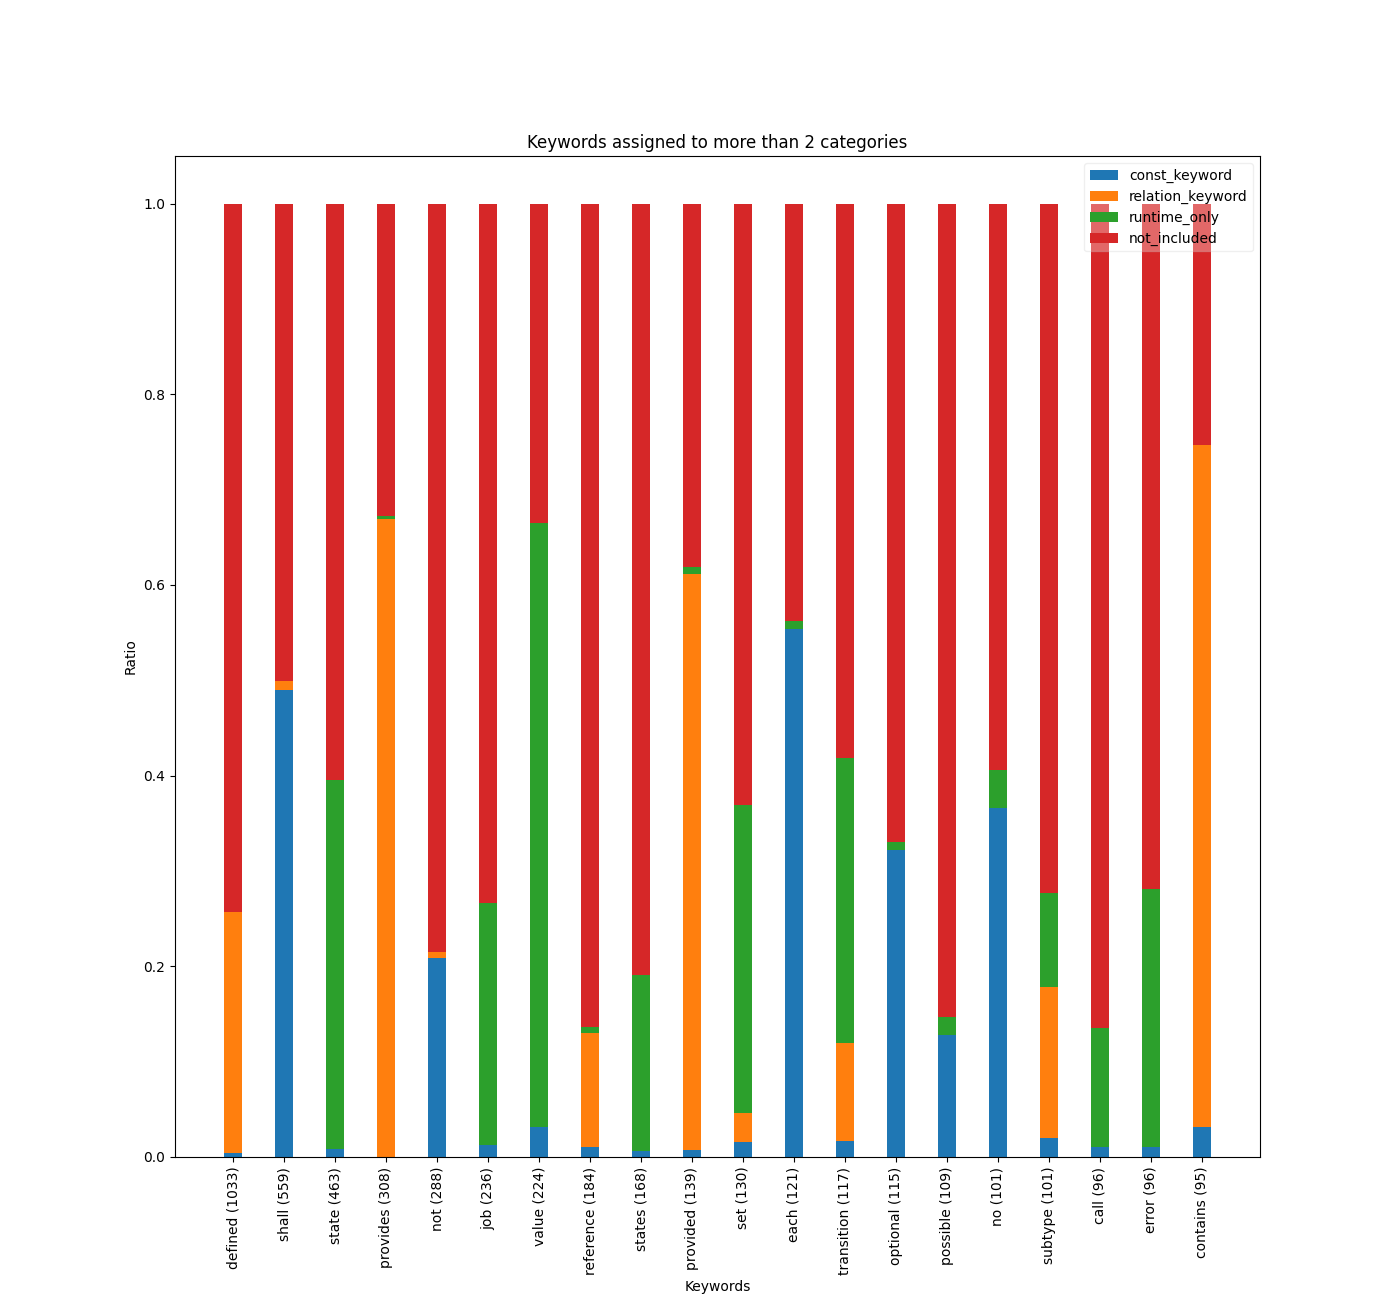 Keywords assigned to more than 2 categories
const_keyword
relation_keyword
runtime_only
not_included
1.0
0.8
0.6
0.4
0.2
0.0
Ratio
defined (1033)
shall (559)
state (463)
provides (308)
not (288)
job (236)
value (224)
reference (184)
states (168)
provided (139)
set (130)
each (121)
transition (117)
optional (115)
possible (109)
no (101)
subtype (101)
call (96)
error (96)
contains (95)
Keywords